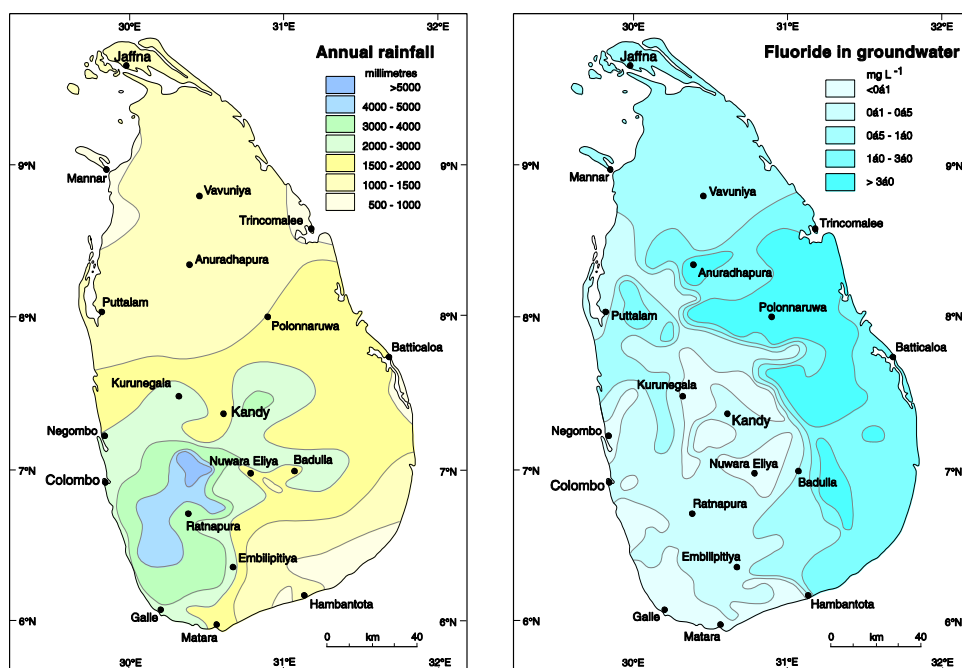 30°E 31°E 32°E
Annual rainfall
millimetres
>5000
4000 - 5000
3000 - 4000
2000 - 3000
1500 - 2000
1000 - 1500
500 - 1000
Jaffna
9°N
Mannar
Vavuniya
Trincomalee
Anuradhapura
Puttalam
8°N
Polonnaruwa
Batticaloa
Kurunegala
Kandy
Negombo
7°N
Nuwara Eliya
Badulla
Colombo
Ratnapura
Embilipitiya
Hambantota
6°N
Galle
Matara
0 km 40
30°E 31°E 32°E
30°E 31°E 32°E
Fluoride in groundwater
mg L-1
<0á1
0á1 - 0á5
0á5 - 1á0
1á0 - 3á0
> 3á0
Jaffna
9°N
Mannar
Vavuniya
Trincomalee
Anuradhapura
Puttalam
8°N
Polonnaruwa
Batticaloa
Kurunegala
Kandy
Negombo
7°N
Nuwara Eliya
Badulla
Colombo
Ratnapura
Embilipitiya
Hambantota
6°N
Galle
Matara
0 km 40
30°E 31°E 32°E